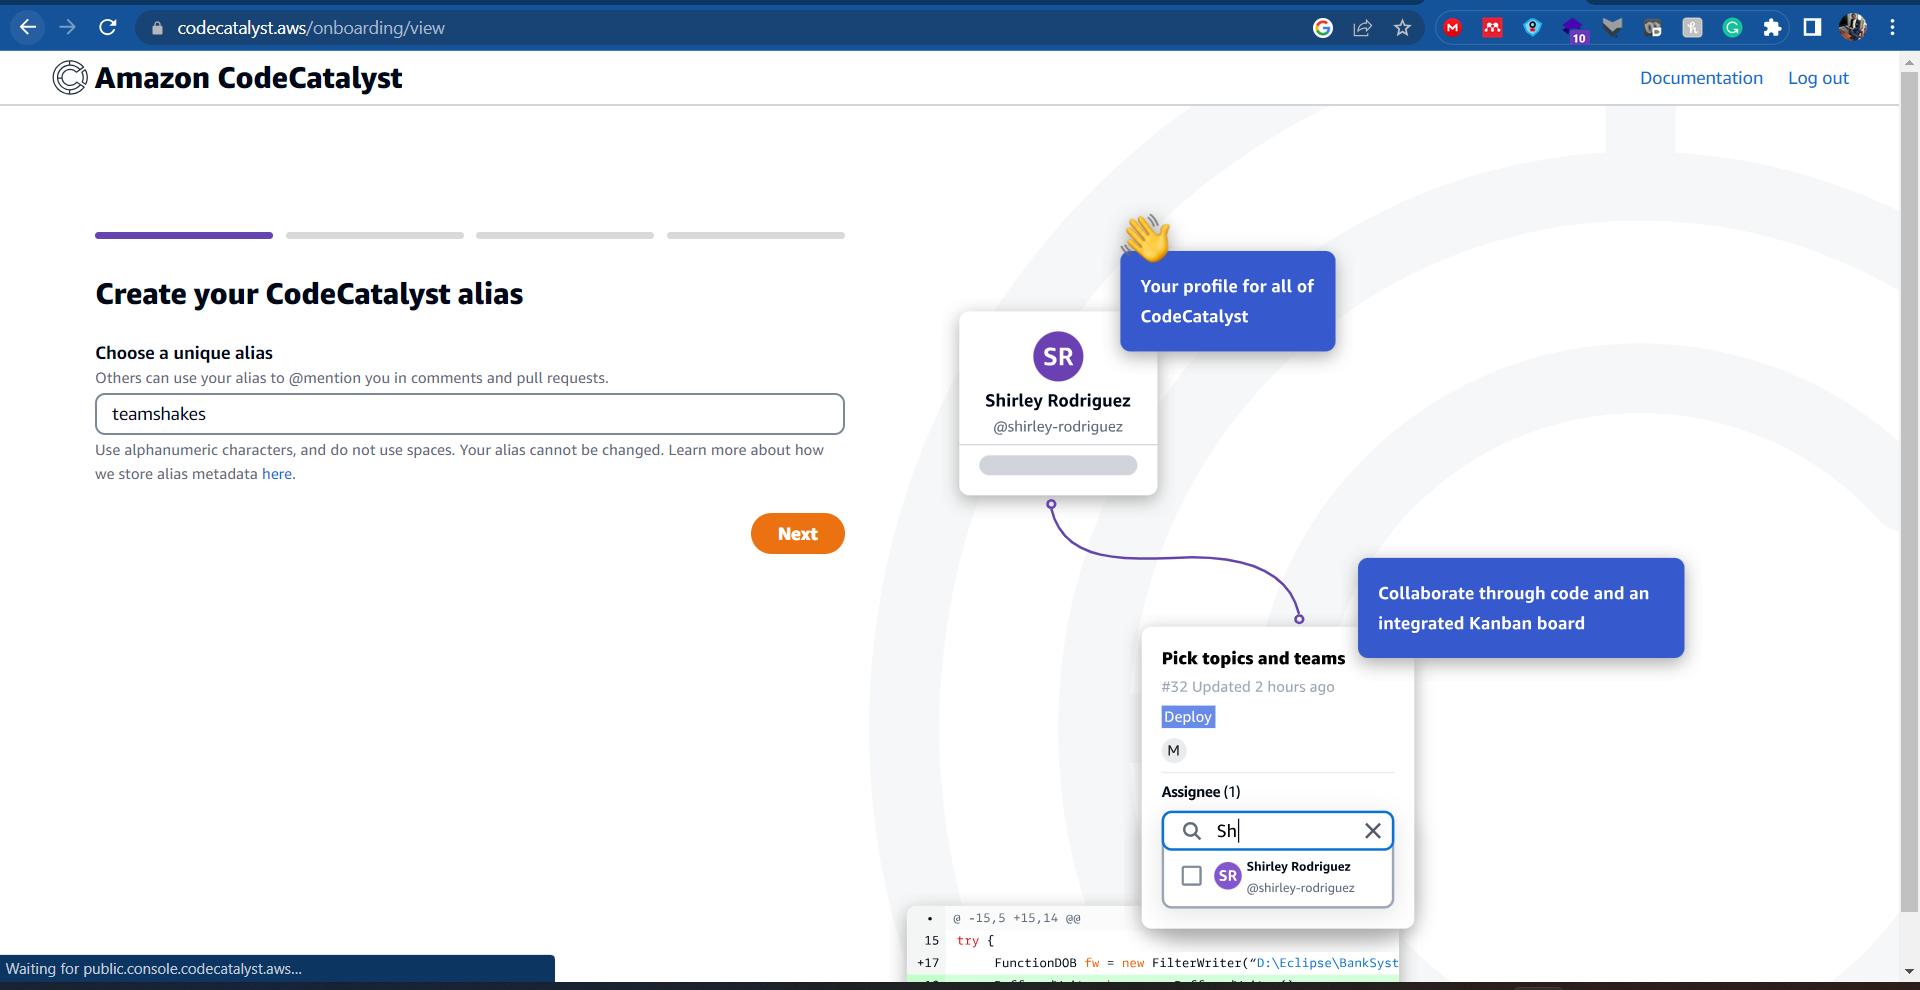 codecatalyst.aws/onboarding/view
10
Amazon CodeCatalyst
Documentation
Log out
Create your CodeCatalyst alias
Choose a unique alias
Others can use your alias to @mention you in comments and pull requests.
teamshakes
Use alphanumeric characters, and do not use spaces. Your alias cannot be changed. Learn more about how
we store alias metadata here.
Next
Your profile for all of
CodeCatalyst
SR
Shirley Rodriguez
@shirley-rodriguez
Collaborate through code and an
integrated Kanban board
Pick topics and teams
#32 Updated 2 hours ago
Deploy
M
Assignee (1)
Sh
SR
Shirley Rodriguez
@shirley-rodriguez
• @ -15,5 +15,14 @@
15 try {
+17 FunctionDOB fw = new FilterWriter(“D:\Eclipse\BankSyst
Waiting for public.console.codecatalyst.aws...